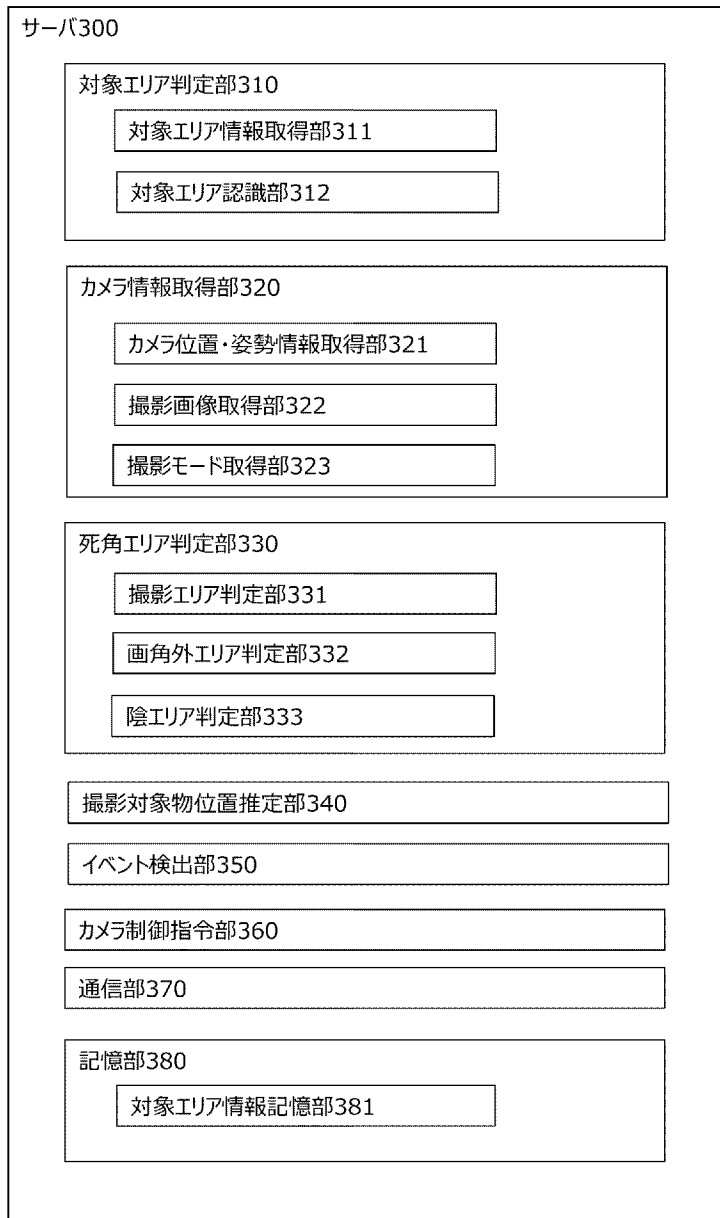 サーバ300
対象エリア判定部310
対象エリア情報取得部311
対象エリア認識部312
カメラ情報取得部320
カメラ位置・姿勢情報取得部321
撮影画像取得部322
撮影モード取得部323
死角エリア判定部330
撮影エリア判定部331
画角外エリア判定部332
陰エリア判定部333
撮影対象物位置推定部340
イベント検出部350
カメラ制御指令部360
通信部370
記憶部380
対象エリア情報記憶部381